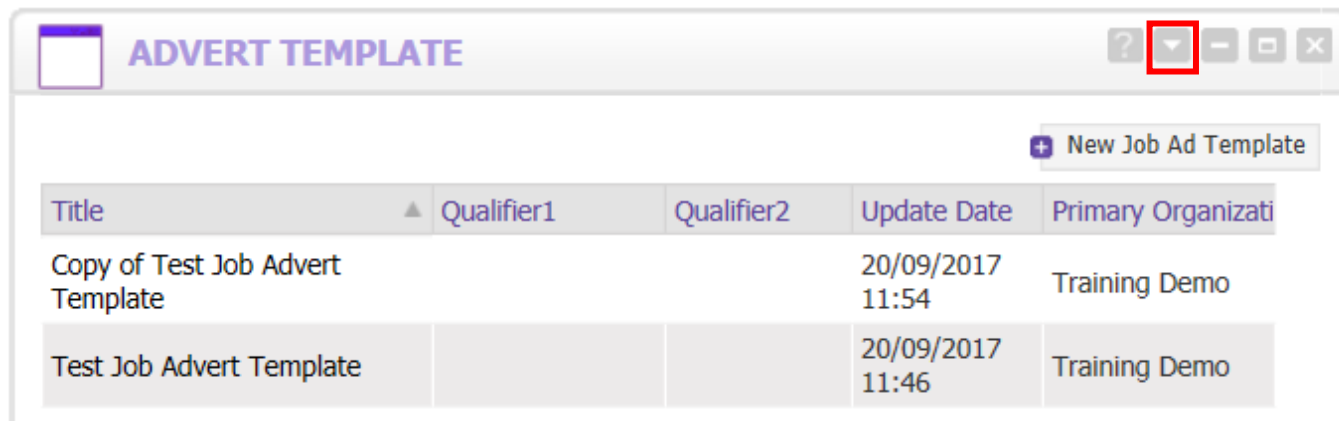 ADVERT TEMPLATE
?
New Job Ad Template
Title Qualifier1 Qualifier2 Update Date Primary Organizati
Copy of Test Job Advert
Template
20/09/2017
11:54
Training Demo
Test Job Advert Template
20/09/2017
11:46
Training Demo